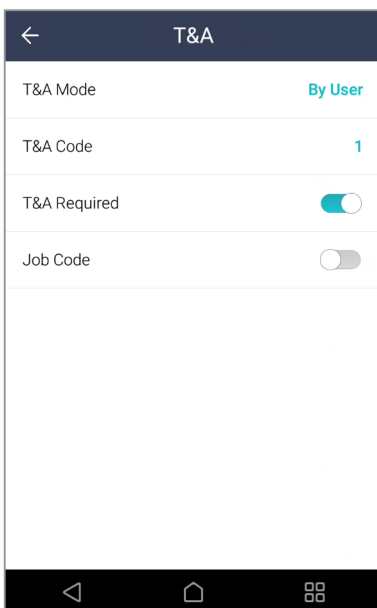 T&A
T&A Mode By User
T&A Code 1
T&A Required
Job Code